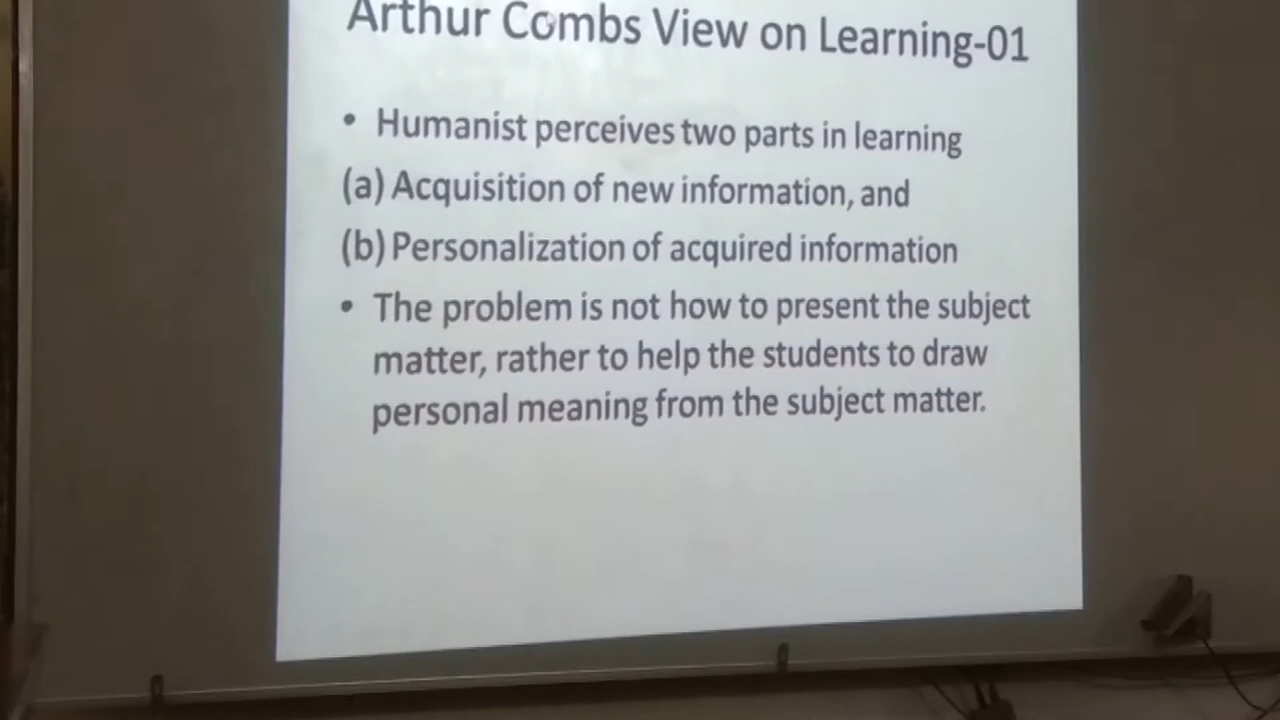 Arthur Combs View on Learning-01
• Humanist perceives two parts in learning
(a) Acquisition of new information, and
(b) Personalization of acquired information
• The problem is not how to present the subject
matter, rather to help the students to draw
personal meaning from the subject matter.